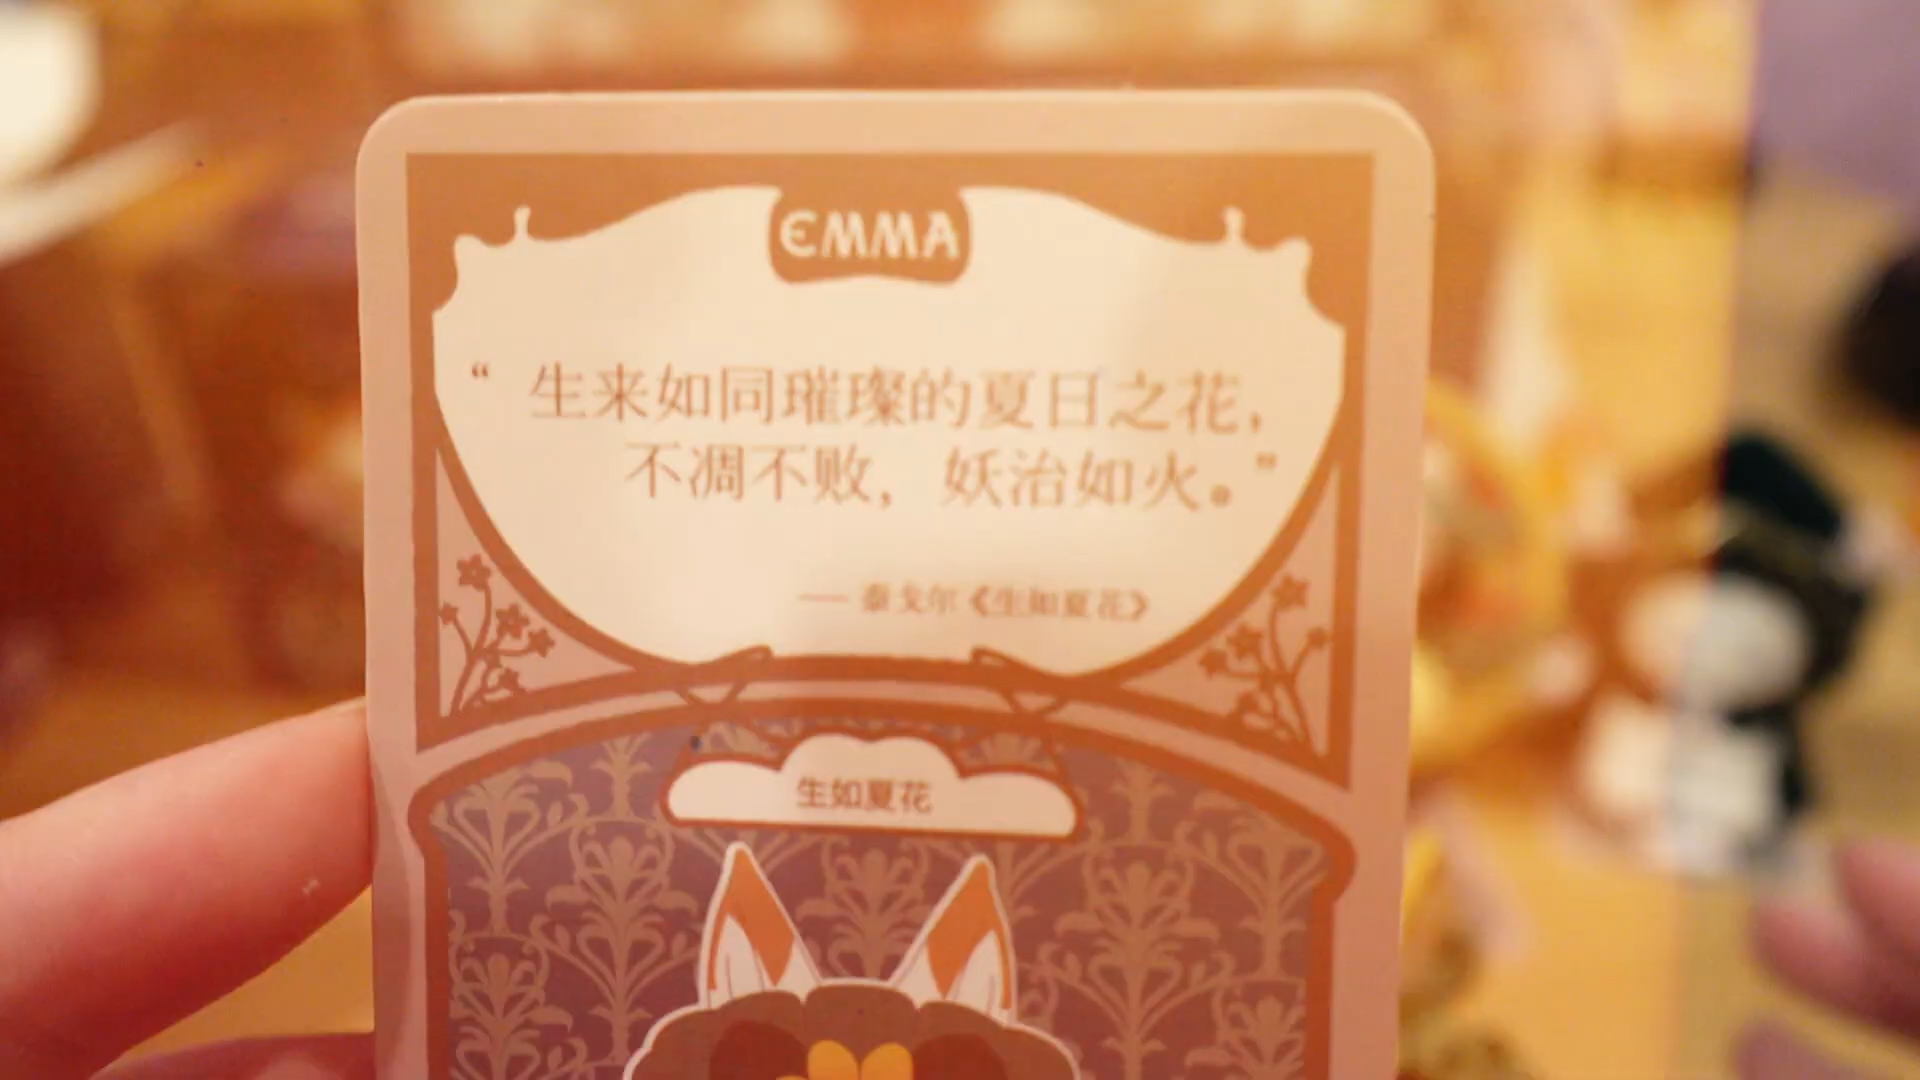 EMMA
“ 生来如同璀璨的夏日之花，
不凋不败， 妖治如火。”
—— 泰戈尔《生如夏花》
生如夏花